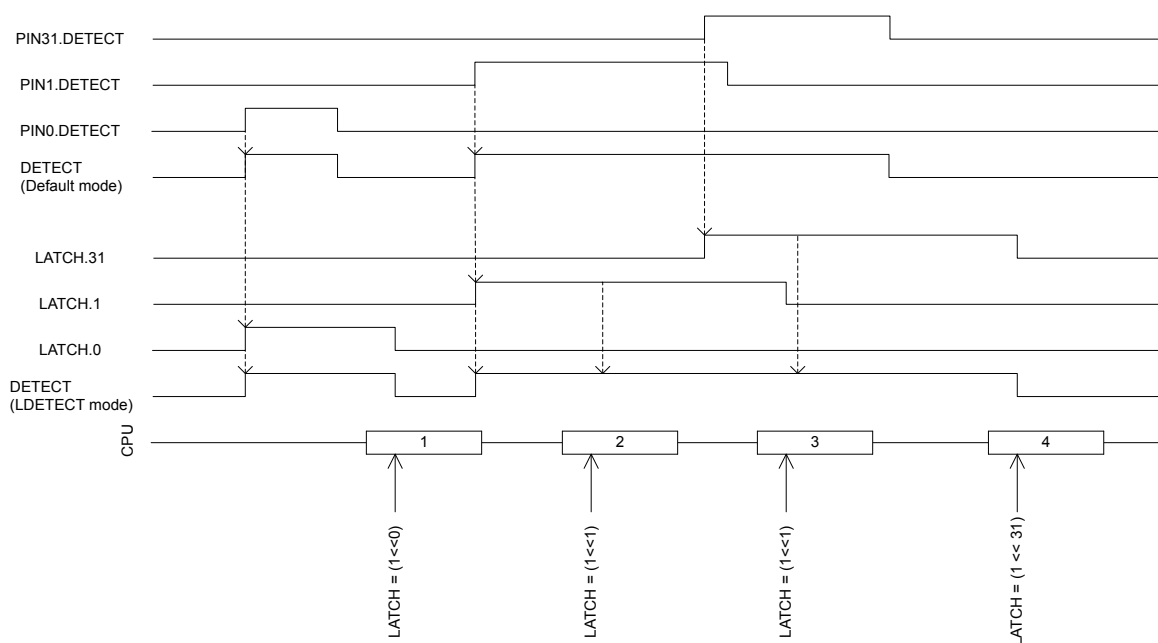 PIN31.DETECT
PIN1.DETECT
PIN0.DETECT
DETECT
(Default mode)
LATCH.31
LATCH.1
LATCH.0
DETECT
(LDETECT mode)
CPU
1
2
3
4
LATCH = (1<<0)
LATCH = (1<<1)
LATCH = (1<<1)
ATCH = (1 << 31)